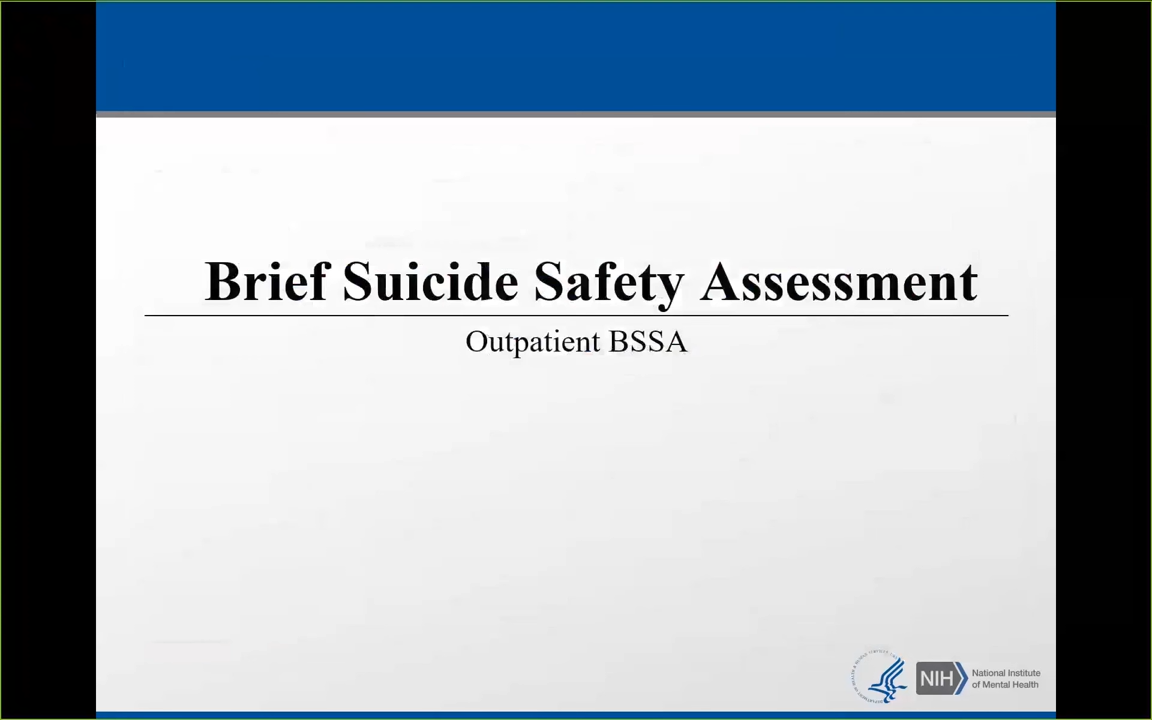 Brief Suicide Safety Assessment
Outpatient BSSA
NIH
National Institute
of Mental Health